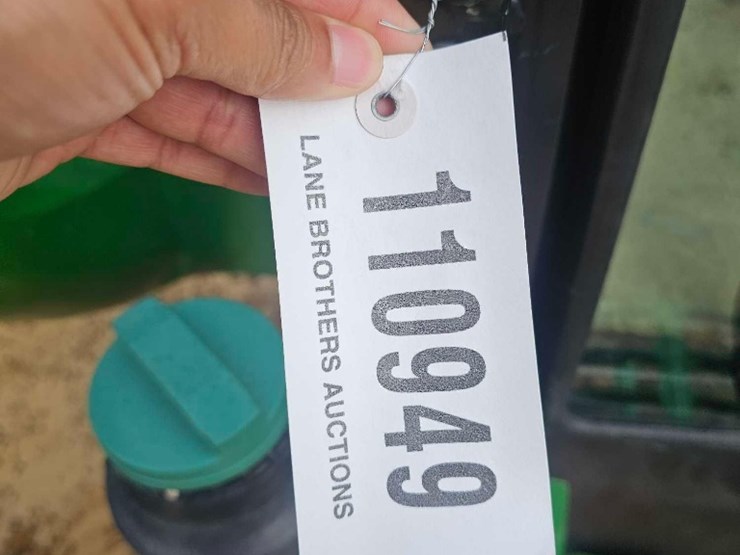 110949
LANE BROTHERS AUCTIONS